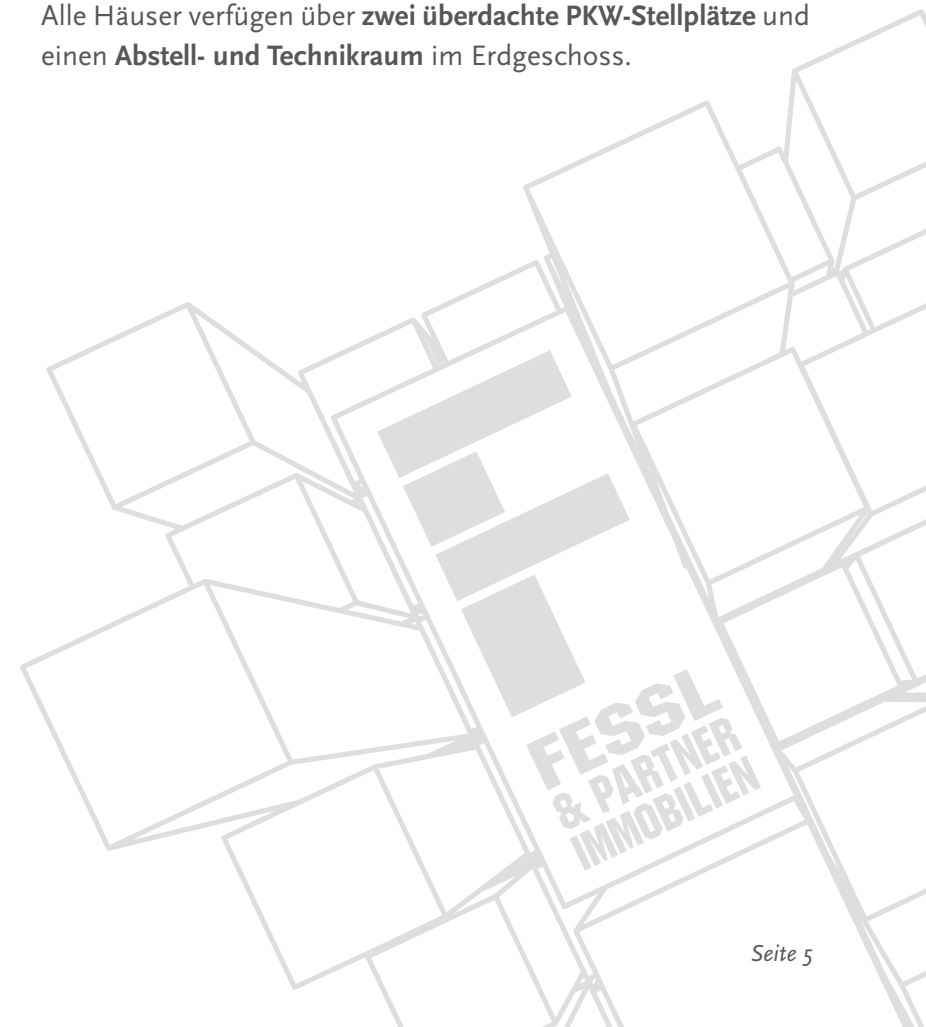 Alle Häuser verfügen über zwei überdachte PKW-Stellplätze und
einen Abstell- und Technikraum im Erdgeschoss.
FESSL
& PARTNER
IMMOBILIEN
Seite 5